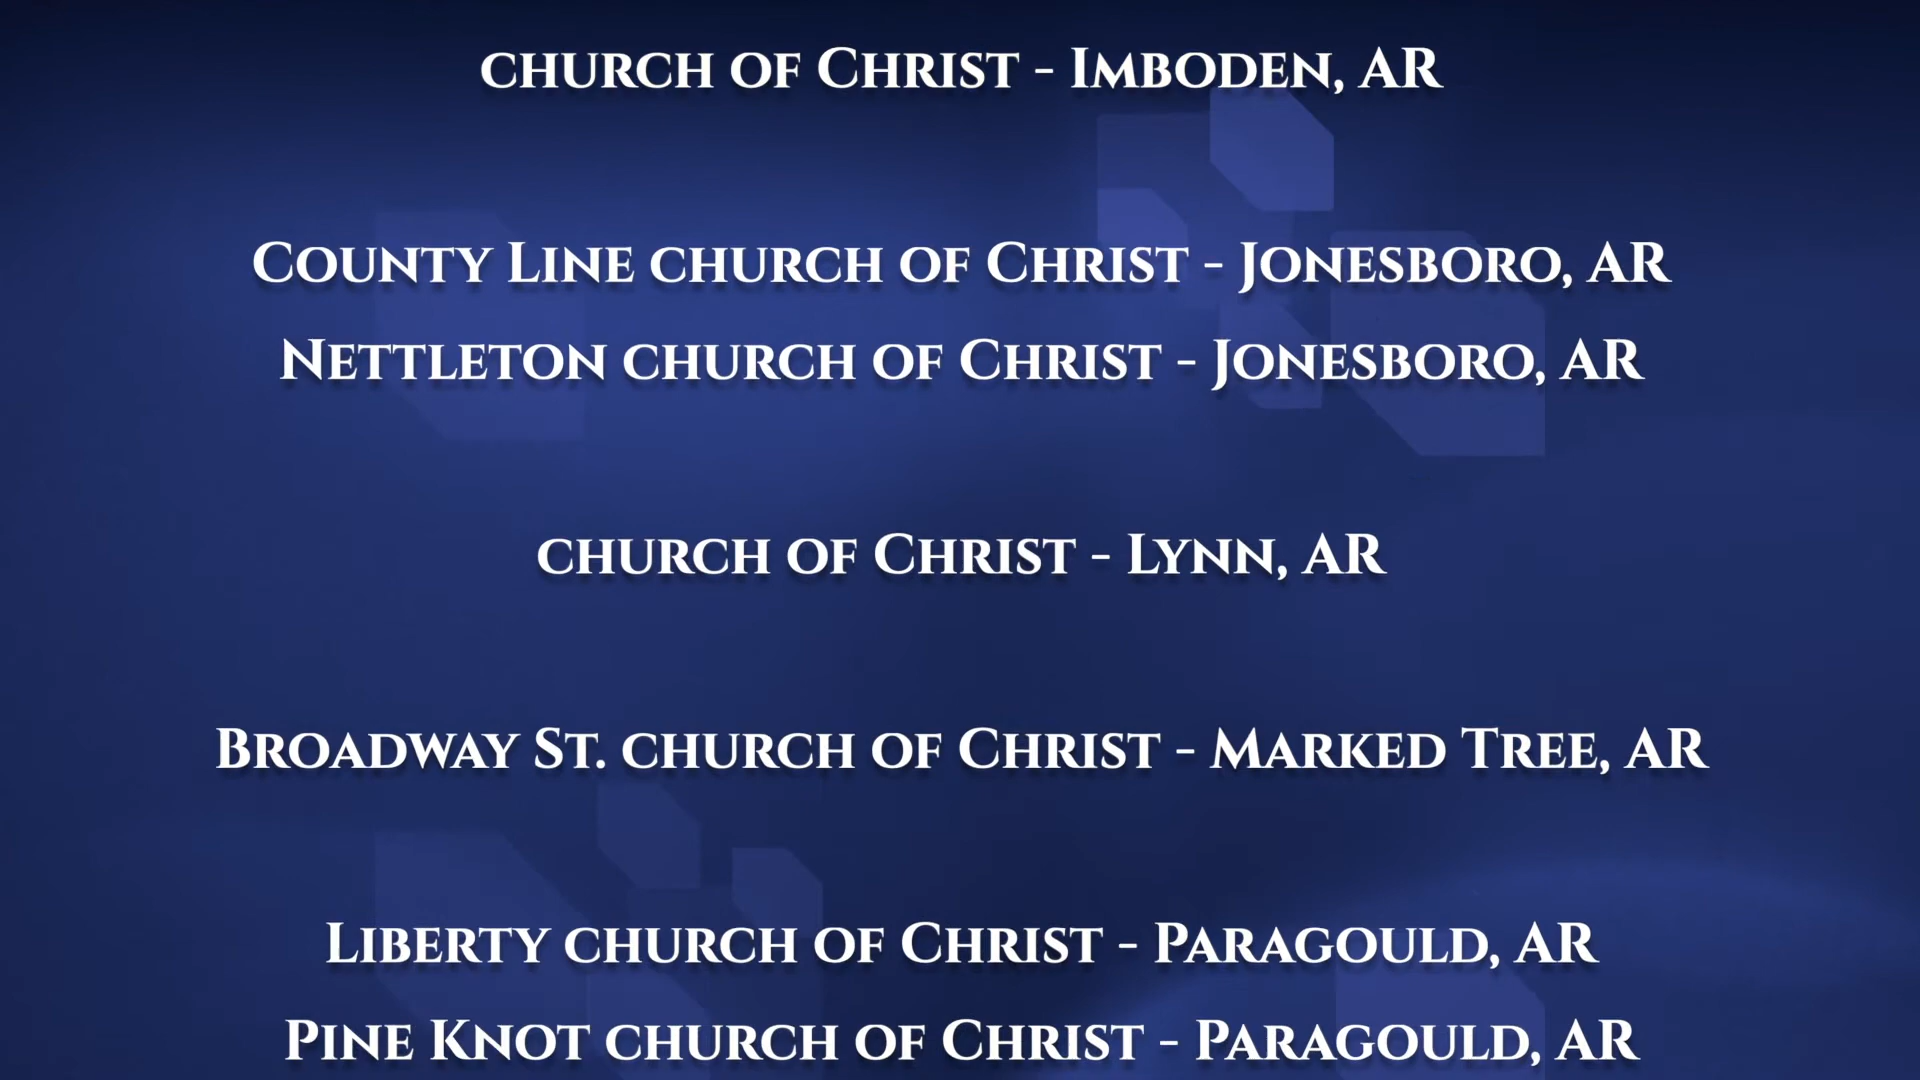 church of Christ - Imboden, AR
County Line church of Christ - Jonesboro, AR
Nettleton church of Christ - Jonesboro, AR
church of Christ - Lynn, AR
Broadway St. church of Christ - Marked Tree, AR
Liberty church of Christ - Paragould, AR
Pine Knot church of Christ - Paragould, AR